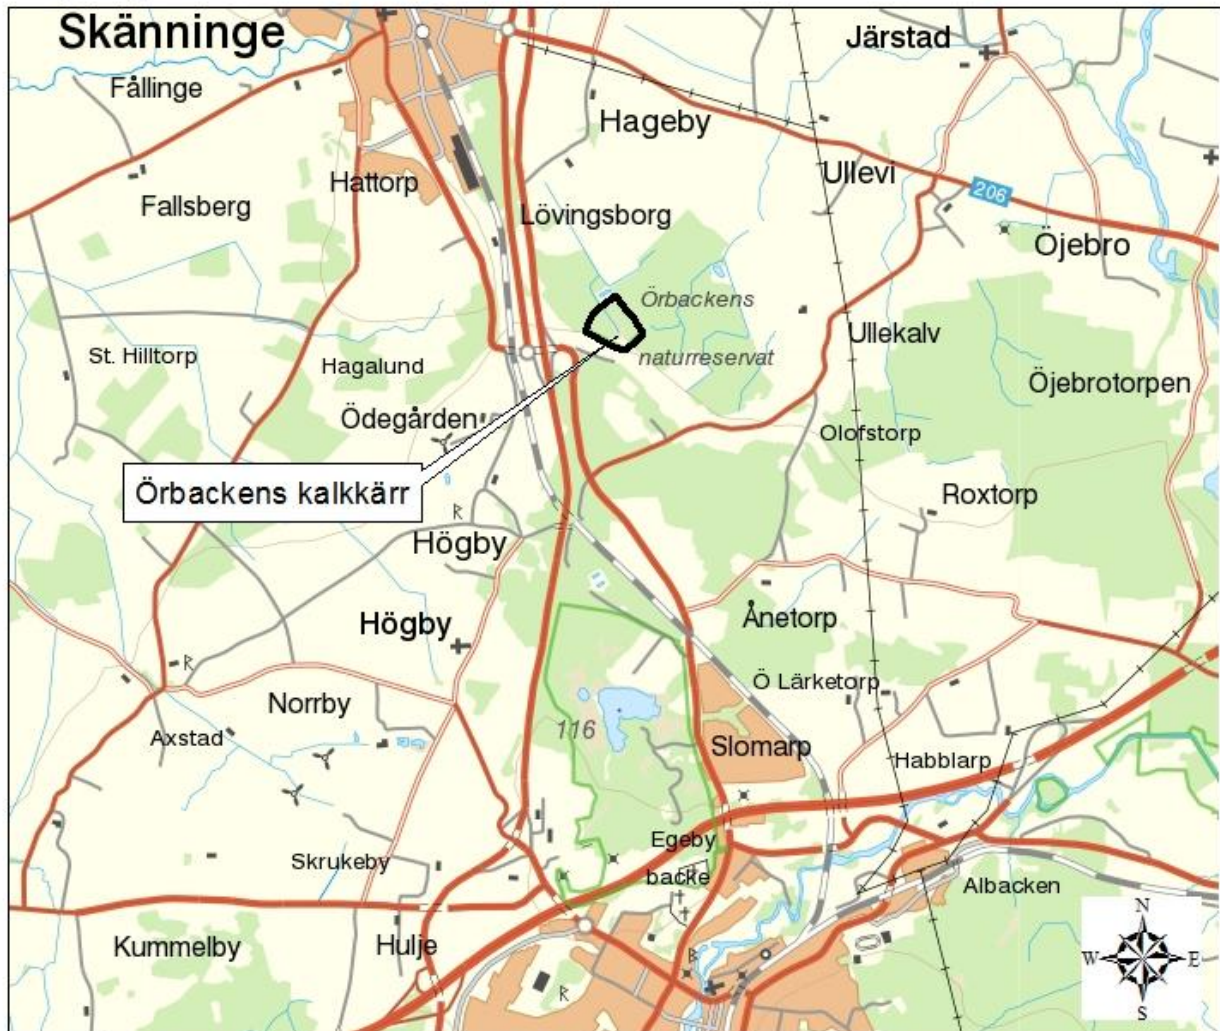 Skänninge
Järstad
Fållinge
Hageby
Hattorp
Ullevi
206
Fallsberg
Lövingsborg
Öjebro
Örbackens
naturreservat
Ullekalv
St. Hilltorp
Hagalund
Öjebrotorpen
Ödegården
Olofstorp
Örbackens kalkkärr
Roxtorp
R
Högby
Högby
Ånetorp
R
Ö Lärketorp
Norrby
116
Axstad
Slomarp
Habblarp
Egeby
backe
Skrukeby
Albacken
Kummelby
Hulje
R
R
N
W
E
S